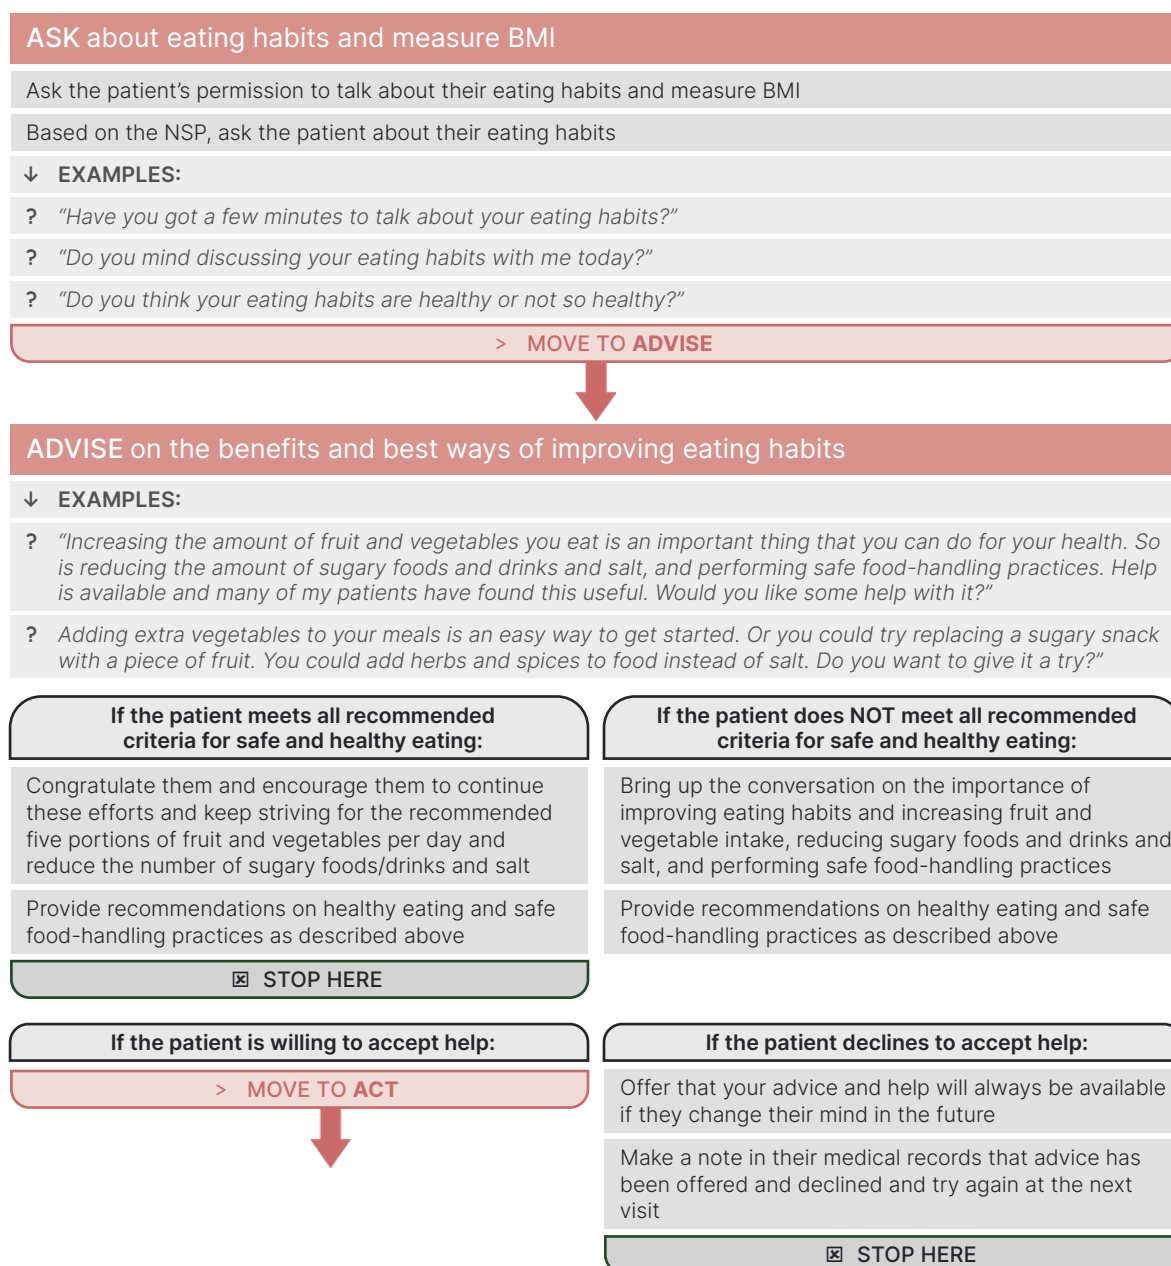 ASK about eating habits and measure BMI
Ask the patient's permission to talk about their eating habits and measure BMI
Based on the NSP, ask the patient about their eating habits
↓ EXAMPLES:
? “Have you got a few minutes to talk about your eating habits?”
? “Do you mind discussing your eating habits with me today?”
? “Do you think your eating habits are healthy or not so healthy?”
> MOVE TO ADVISE
ADVISE on the benefits and best ways of improving eating habits
↓ EXAMPLES:
? “Increasing the amount of fruit and vegetables you eat is an important thing that you can do for your health. So
is reducing the amount of sugary foods and drinks and salt, and performing safe food-handling practices. Help
is available and many of my patients have found this useful. Would you like some help with it?”
? Adding extra vegetables to your meals is an easy way to get started. Or you could try replacing a sugary snack
with a piece of fruit. You could add herbs and spices to food instead of salt. Do you want to give it a try?”
If the patient meets all recommended
criteria for safe and healthy eating:
Congratulate them and encourage them to continue
these efforts and keep striving for the recommended
five portions of fruit and vegetables per day and
reduce the number of sugary foods/drinks and salt
Provide recommendations on healthy eating and safe
food-handling practices as described above
☒ STOP HERE
If the patient does NOT meet all recommended
criteria for safe and healthy eating:
Bring up the conversation on the importance of
improving eating habits and increasing fruit and
vegetable intake, reducing sugary foods and drinks and
salt, and performing safe food-handling practices
Provide recommendations on healthy eating and safe
food-handling practices as described above
If the patient is willing to accept help:
> MOVE TO ACT
If the patient declines to accept help:
Offer that your advice and help will always be available
if they change their mind in the future
Make a note in their medical records that advice has
been offered and declined and try again at the next
visit
☒ STOP HERE